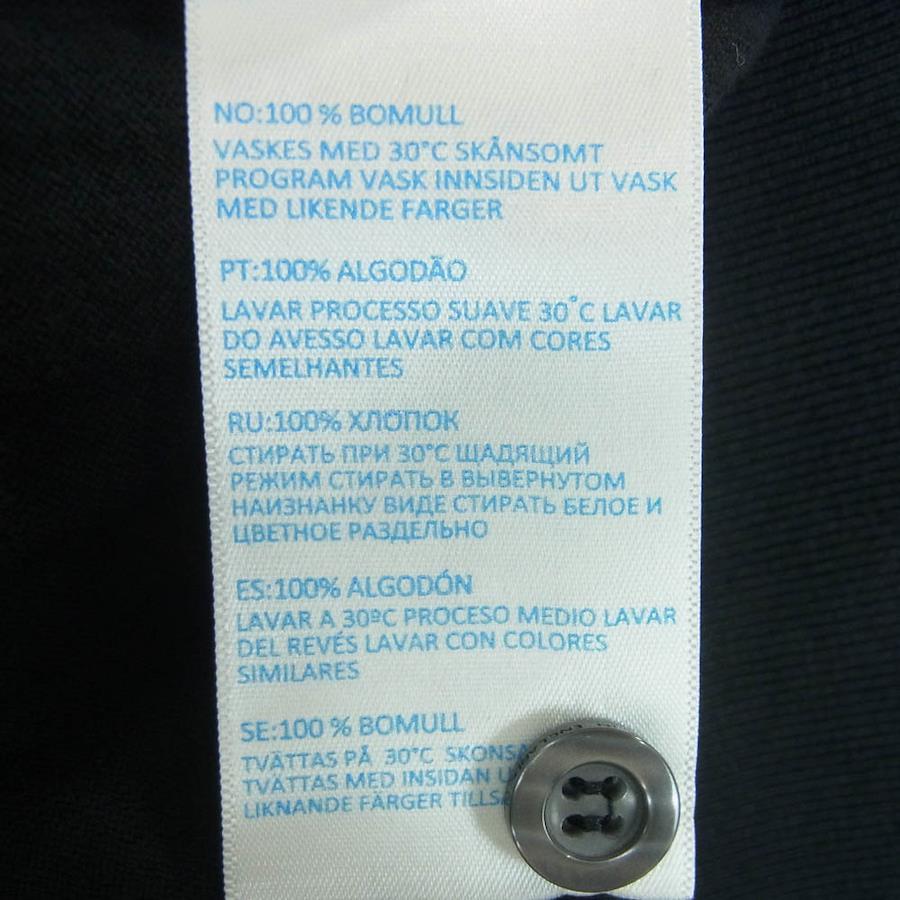 NO:100 % BOMULL
VASKES MED 30°C SKÅNSOMT
PROGRAM VASK INNSIDEN UT VASK
MED LIKENDE FARGER
PT:100% ALGODÃO
LAVAR PROCESSO SUAVE 30°C LAVAR
DO AVESSO LAVAR COM CORES
SEMELHANTES
RU:100% ХЛОПОК
СТИРАТЬ ПРИ 30°C ЩАДЯЩИЙ
РЕЖИМ СТИРАТЬ В ВЫВЕРНУТОМ
НАИЗНАНКУ ВИДЕ СТИРАТЬ БЕЛОЕ И
ЦВЕТНОЕ РАЗДЕЛЬНО
ES:100% ALGODÓN
LAVAR A 30ºC PROCESO MEDIO LAVAR
DEL REVÉS LAVAR CON COLORES
SIMILARES
SE:100 % BOMULL
TVÄTTAS PÅ 30°C
TVÄTTAS MED INSIDAN
LIKNANDE FÄRGER